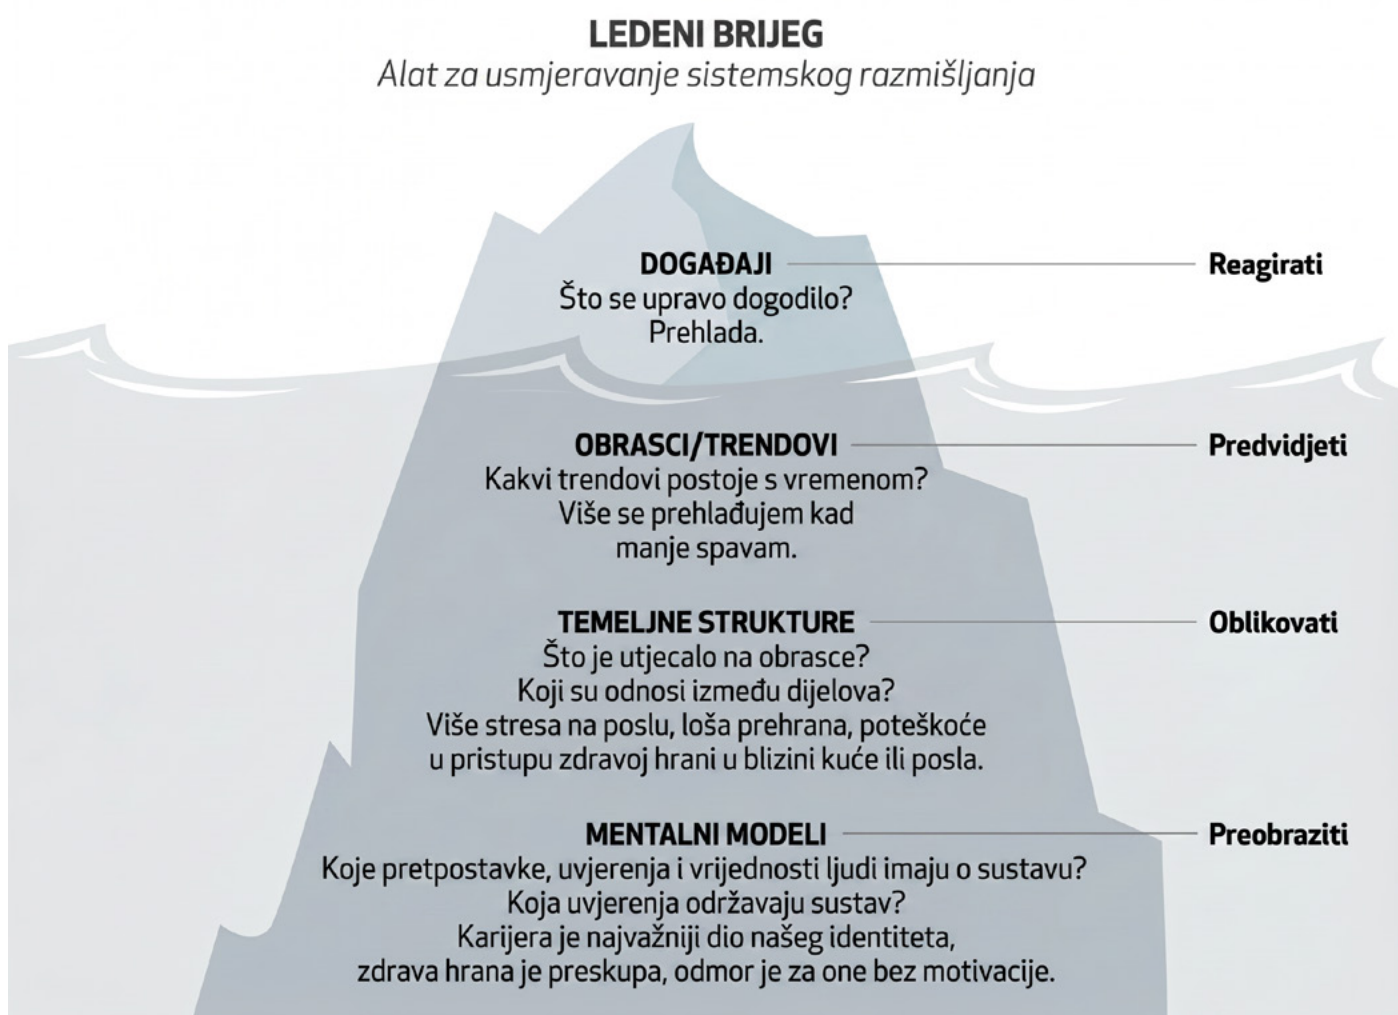 LEDENI BRIJEG
Alat za usmjeravanje sistemskog razmišljanja
DOGAĐAJI
Reagirati
Što se upravo dogodilo?
Prehlada.
OBRASCI/TRENDOVI
Predvidjeti
Kakvi trendovi postoje s vremenom?
Više se prehlađujem kad
manje spavam.
TEMELJNE STRUKTURE
Oblikovati
Što je utjecalo na obrasce?
Koji su odnosi između dijelova?
Više stresa na poslu, loša prehrana, poteškoće
u pristupu zdravoj hrani u blizini kuće ili posla.
MENTALNI MODELI
Preobraziti
Koje pretpostavke, uvjerenja i vrijednosti ljudi imaju o sustavu?
Koja uvjerenja održavaju sustav?
Karijera je najvažniji dio našeg identiteta,
zdrava hrana je preskupa, odmor je za one bez motivacije.